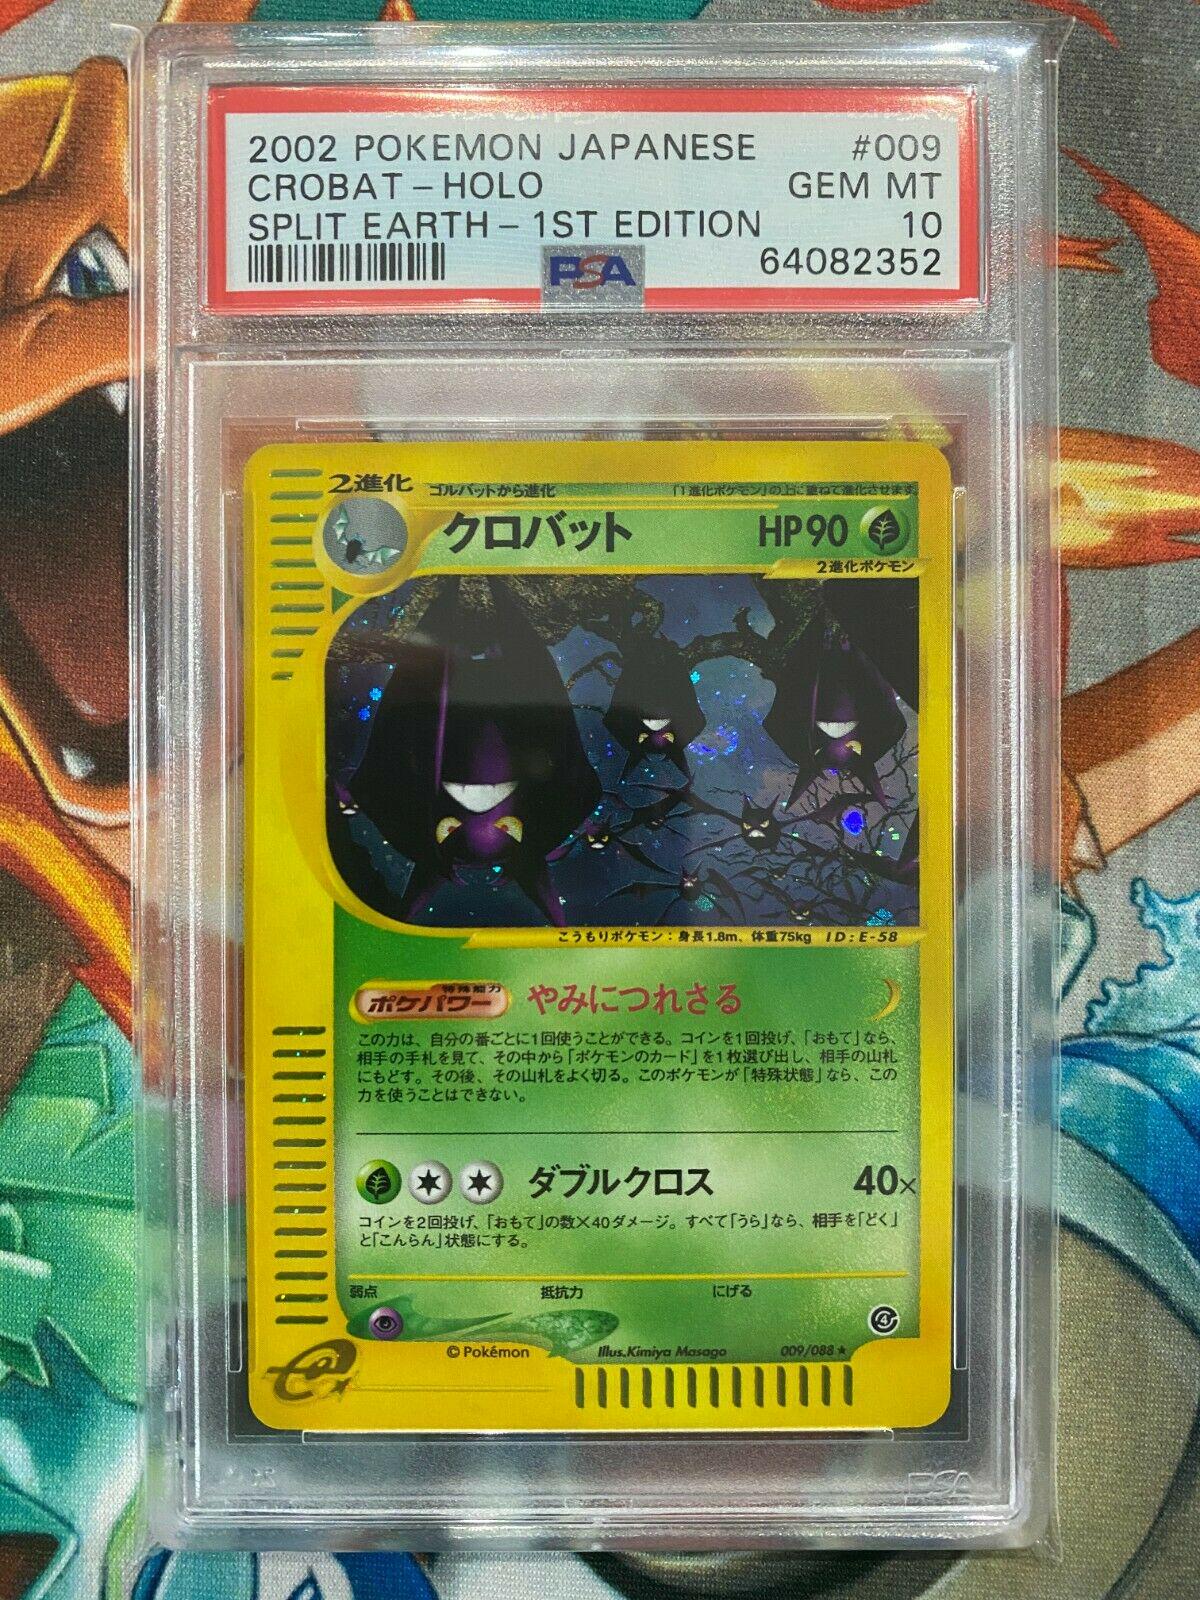 2002 POKEMON JAPANESE #009
CROBAT - HOLO GEM MT
SPLIT EARTH - 1ST EDITION 10
PSA 64082352
2進化 ゴルバットから進化 「1進化ポケモン」の上に重ねて進化させます
クロバット HP90
2進化ポケモン
こうもりポケモン：身長1.8m、体重75kg ID:E-58
特殊能力
ポケパワー やみにつれさる
この力は、自分の番ごとに1回使うことができる。コインを1回投げ、「おもて」なら、
相手の手札を見て、その中から「ポケモンのカード」を1枚選び出し、相手の山札
にもどす。その後、その山札をよく切る。このポケモンが「特殊状態」なら、この
力を使うことはできない。
ダブルクロス 40×
コインを2回投げ、「おもて」の数×40ダメージ。すべて「うら」なら、相手を「どく」
と「こんらん」状態にする。
弱点 抵抗力 にげる
4
©Pokémon Illus.Kimiya Masago 009/088★
e
PSA